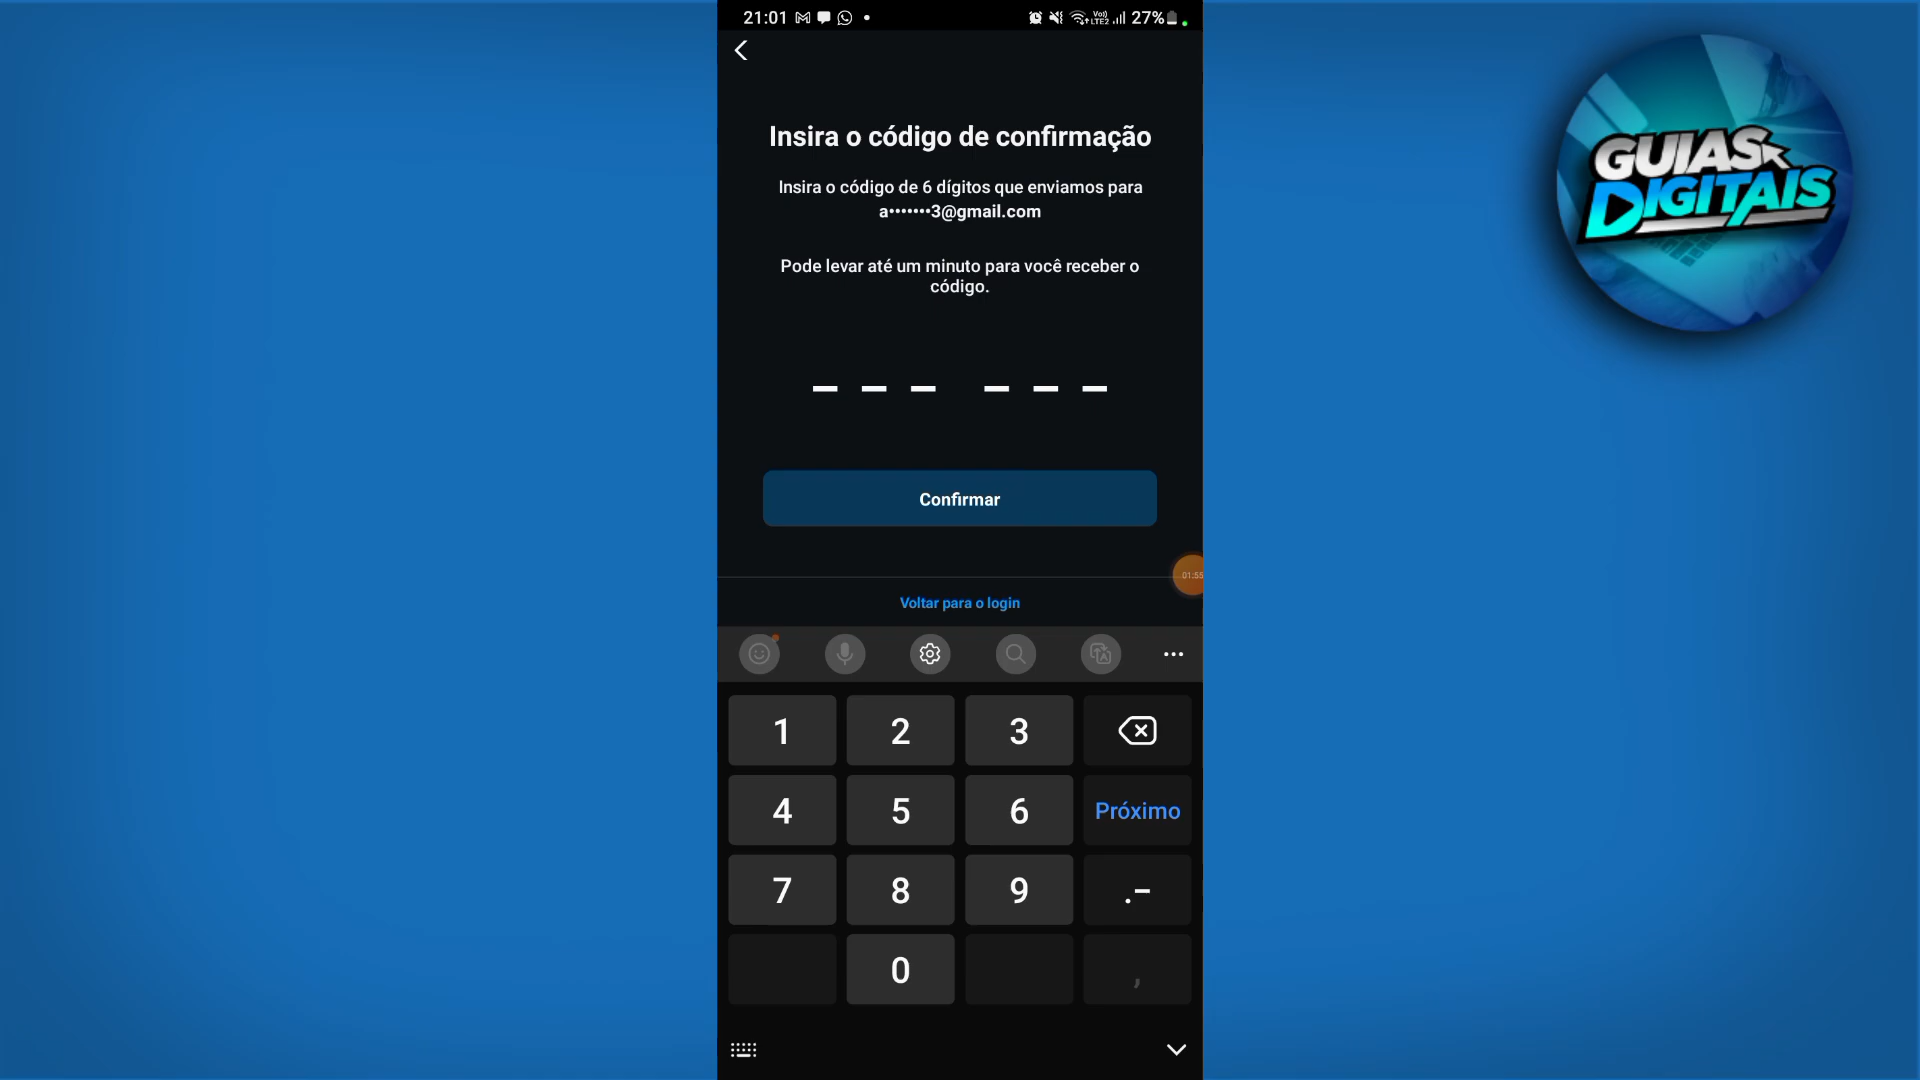 21:01
Vo))
LTE2
27%
GUIAS
DIGITAIS
Insira o código de confirmação
Insira o código de 6 dígitos que enviamos para
a•••••••3@gmail.com
Pode levar até um minuto para você receber o
código.
Confirmar
01:55
Voltar para o login
1 2 3
4 5 6 Próximo
7 8 9 .-
0 ,